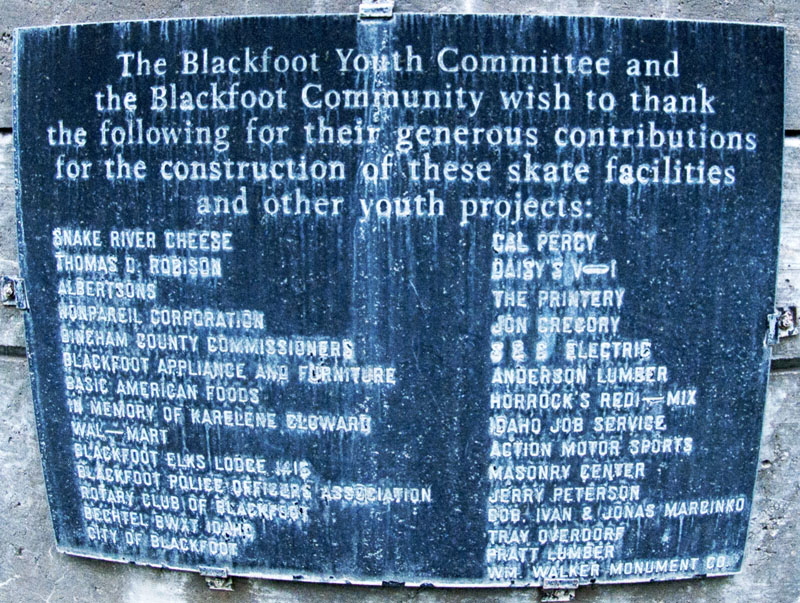 The Blackfoot Youth Committee and
the Blackfoot Community wish to thank
the following for their generous contributions
for the construction of these skate facilities
and other youth projects:
SNAKE RIVER CHEESE
THOMAS D. ROBISON
ALBERTSONS
NONPAREIL CORPORATION
BINGHAM COUNTY COMMISSIONERS
BLACKFOOT APPLIANCE AND FURNITURE
BASIC AMERICAN FOODS
IN MEMORY OF KARELENE
WAL-MART
BLACKFOOT ELKS LODGE 1416
BLACKFOOT POLICE OFFICERS ASSOCIATION
ROTARY CLUB OF BLACKFOOT
BECHTEL BWXT IDAHO
CITY OF BLACKFOOT
CAL PERCY
DAISY'S V-1
THE PRINTERY
JON GREGORY
ELECTRIC
ANDERSON LUMBER
HORROCK'S REDI-MIX
IDAHO JOB SERVICE
ACTION MOTOR SPORTS
MASONRY CENTER
JERRY PETERSON
BOB, IVAN & JONAS MARCINKO
TRAY OVERDORF
PRATT LUMBER
WM. WALKER MONUMENT CO.